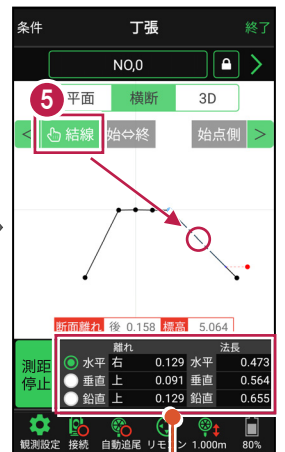 条件 丁張 終了
NO,0 >
5
平面 横断 3D
< 結線 始⇔終 始点側 >
断面離れ 後 0.158 標高 5.064
離れ 法長
測距停止
水平 右 0.129 水平 0.473
垂直 上 0.091 垂直 0.564
鉛直 上 0.129 鉛直 0.655
観測設定 接続 自動追尾 リモコン 1.000m 80%